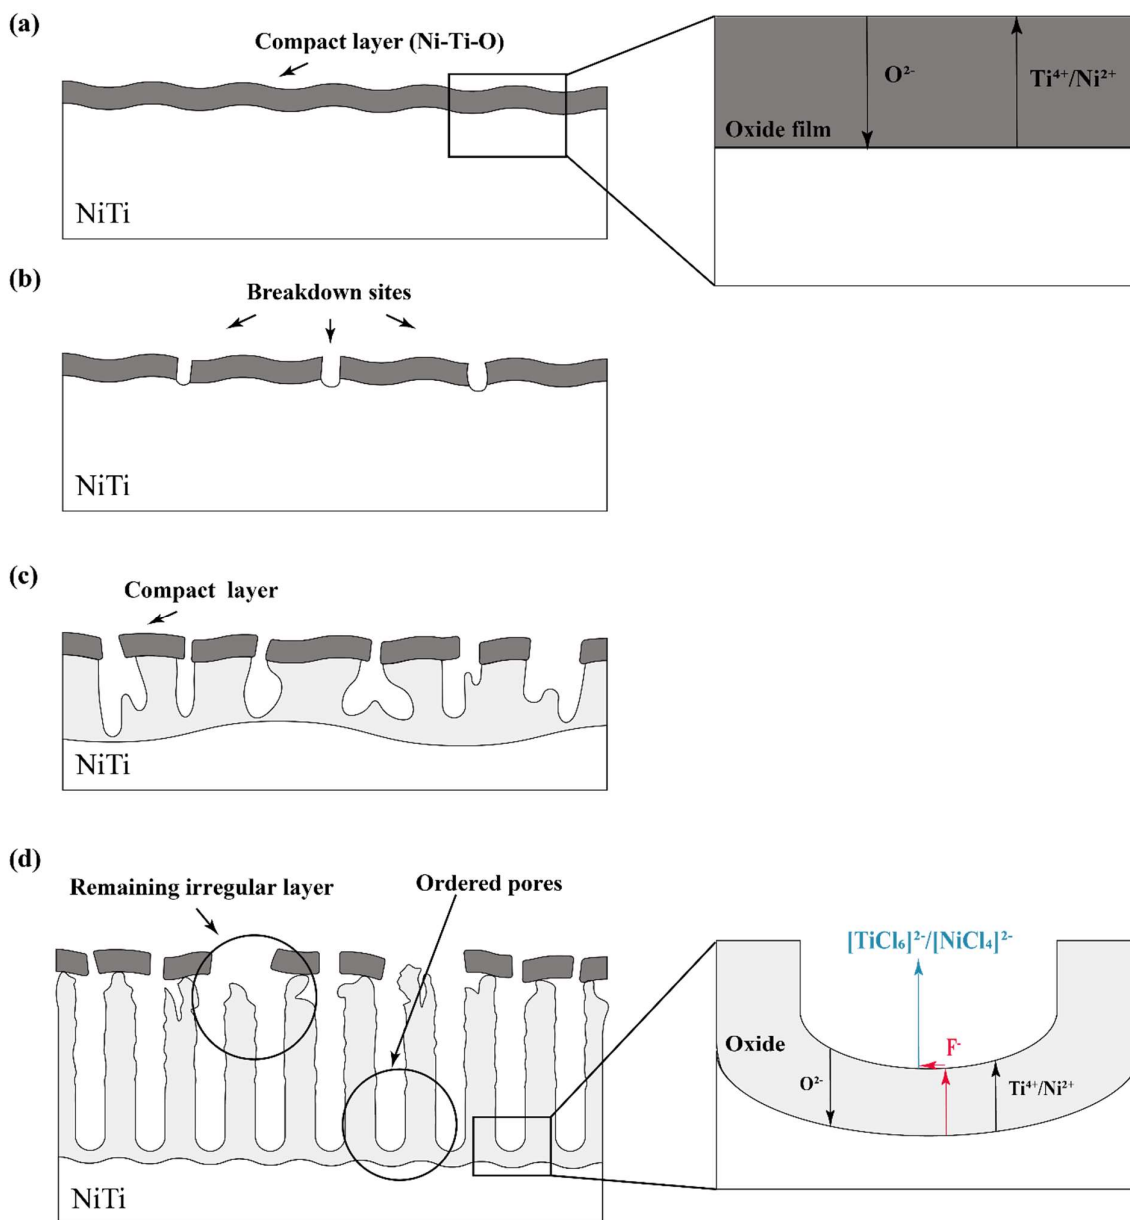 (a)
Compact layer (Ni-Ti-O)
O²⁻
Ti⁴⁺/Ni²⁺
Oxide film
NiTi
(b)
Breakdown sites
NiTi
(c)
Compact layer
NiTi
(d)
Remaining irregular layer
Ordered pores
[TiCl₆]²⁻/[NiCl₄]²⁻
F⁻
Oxide
O²⁻
Ti⁴⁺/Ni²⁺
NiTi